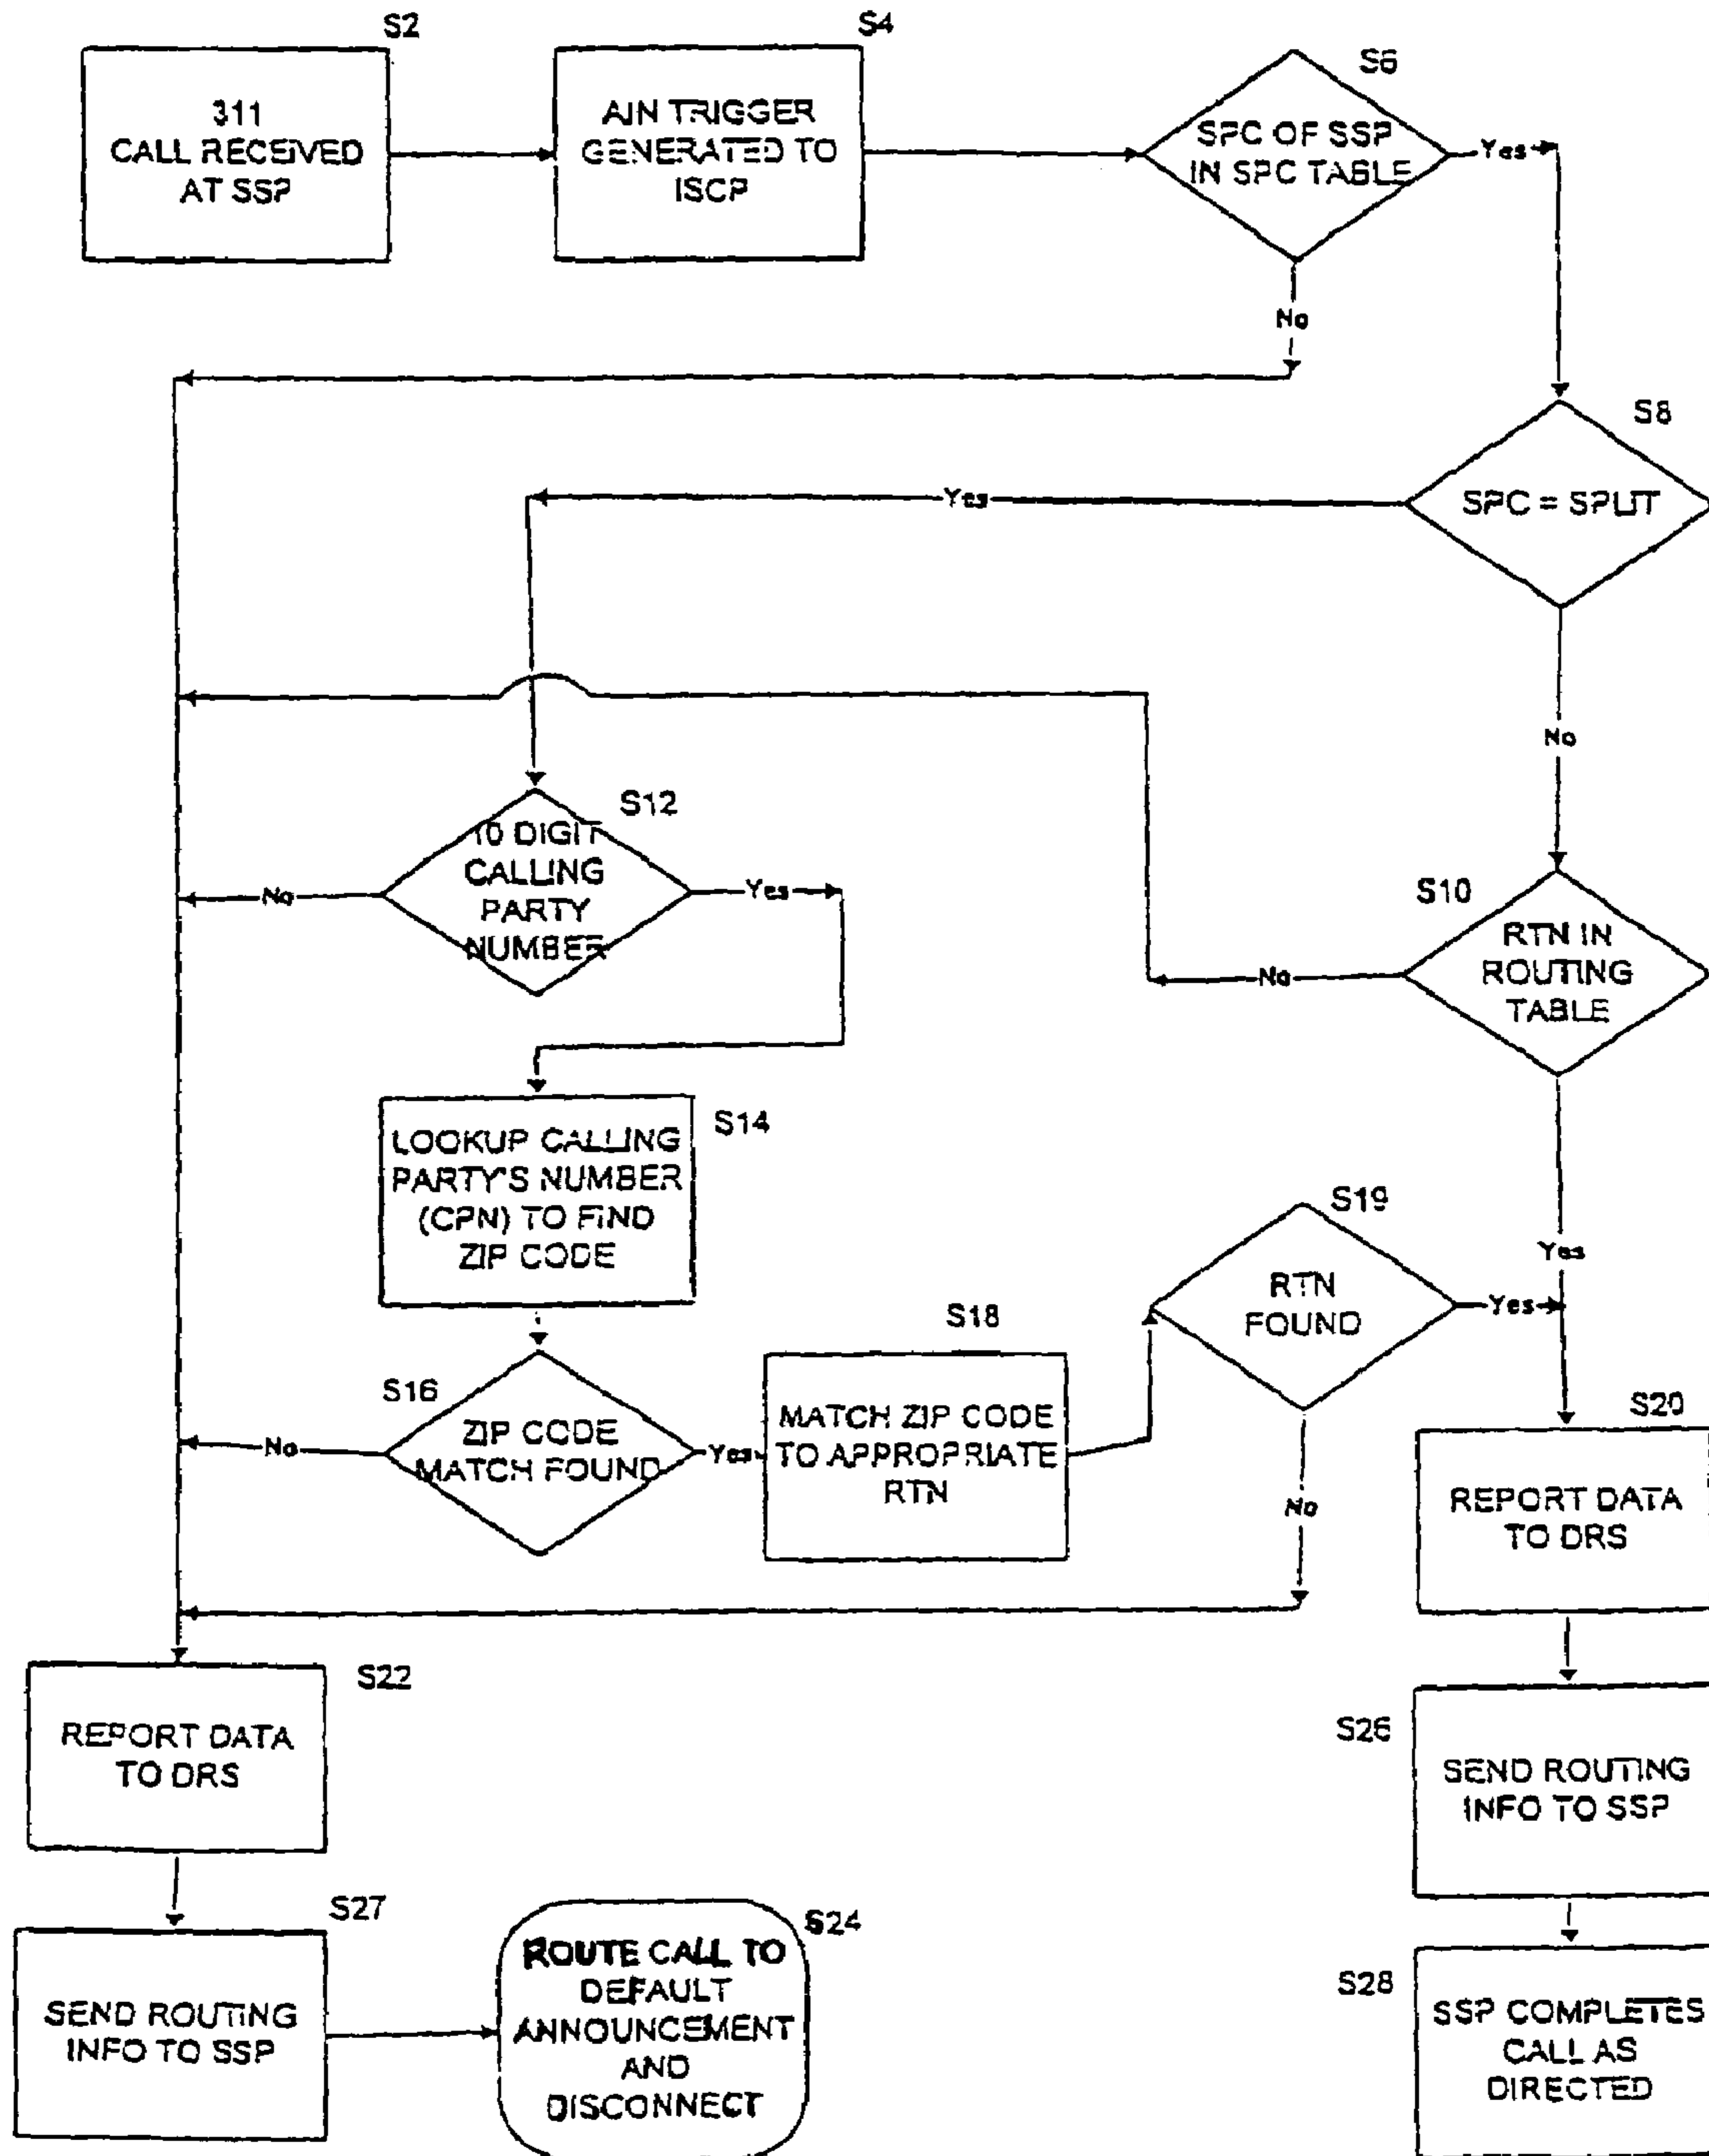 S2
311
CALL RECEIVED
AT SSP
S4
AIN TRIGGER
GENERATED TO
ISCP
S6
SPC OF SSP
IN SPC TABLE
Yes
No
S8
SPC = SPLIT
Yes
No
S12
10 DIGIT
CALLING
PARTY
NUMBER
No
Yes
S10
RTN IN
ROUTING
TABLE
No
Yes
S14
LOOKUP CALLING
PARTY'S NUMBER
(CPN) TO FIND
ZIP CODE
S16
ZIP CODE
MATCH FOUND
No
Yes
S18
MATCH ZIP CODE
TO APPROPRIATE
RTN
S19
RTN
FOUND
Yes
No
S20
REPORT DATA
TO DRS
S22
REPORT DATA
TO DRS
S26
SEND ROUTING
INFO TO SSP
S27
SEND ROUTING
INFO TO SSP
S24
ROUTE CALL TO
DEFAULT
ANNOUNCEMENT
AND
DISCONNECT
S28
SSP COMPLETES
CALL AS
DIRECTED